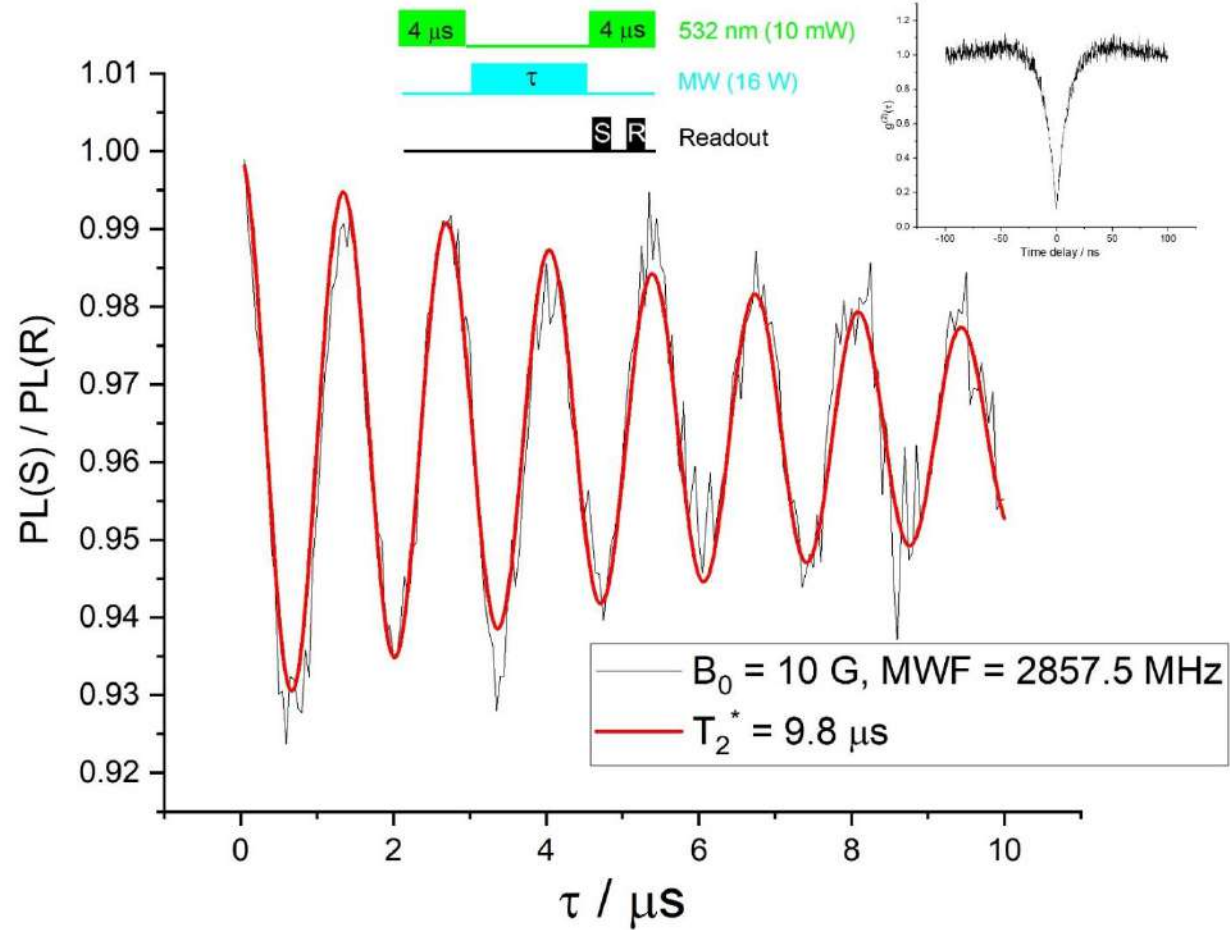 4 μs
4 μs
532 nm (10 mW)
τ
MW (16 W)
S
R
Readout
1.01
1.00
0.99
0.98
0.97
0.96
0.95
0.94
0.93
0.92
PL(S) / PL(R)
0
2
4
6
8
10
τ / μs
B₀ = 10 G, MWF = 2857.5 MHz
T₂* = 9.8 μs
1.2
1.0
0.8
0.6
0.4
0.2
0.0
g⁽²⁾(τ)
-100
-50
0
50
100
Time delay / ns